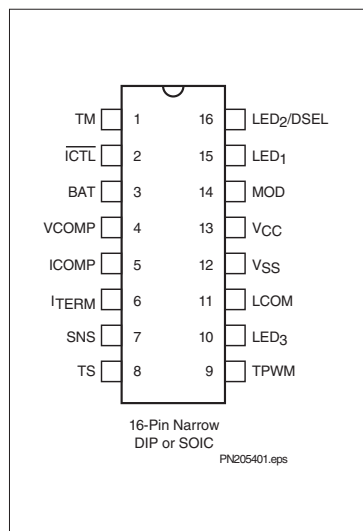 TM 1 16 LED2/DSEL
ICTL 2 15 LED1
BAT 3 14 MOD
VCOMP 4 13 VCC
ICOMP 5 12 VSS
ITERM 6 11 LCOM
SNS 7 10 LED3
TS 8 9 TPWM
16-Pin Narrow
DIP or SOIC
PN205401.eps